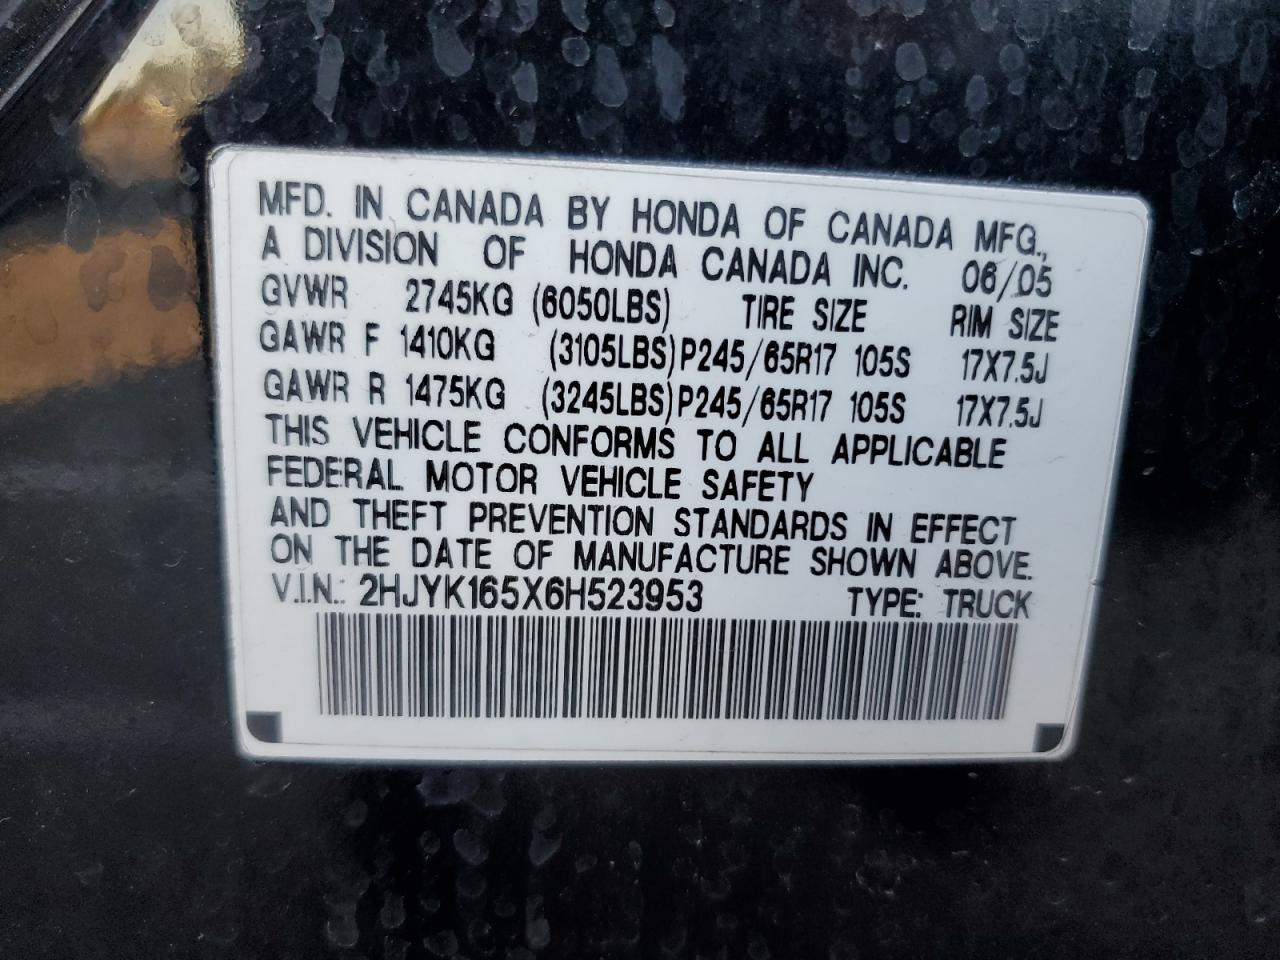 MFD. IN CANADA BY HONDA OF CANADA MFG.,
A DIVISION OF HONDA CANADA INC. 06/05
GVWR 2745KG (6050LBS) TIRE SIZE RIM SIZE
GAWR F 1410KG (3105LBS) P245/65R17 105S 17X7.5J
GAWR R 1475KG (3245LBS) P245/65R17 105S 17X7.5J
THIS VEHICLE CONFORMS TO ALL APPLICABLE
FEDERAL MOTOR VEHICLE SAFETY
AND THEFT PREVENTION STANDARDS IN EFFECT
ON THE DATE OF MANUFACTURE SHOWN ABOVE.
V.I.N.: 2HJYK165X6H523953 TYPE: TRUCK